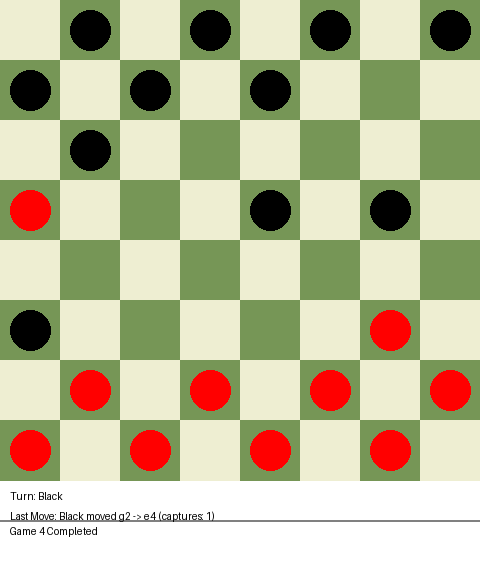 Turn: Black
Last Move: Black moved g2 -> e4 (captures: 1)
Game 4 Completed